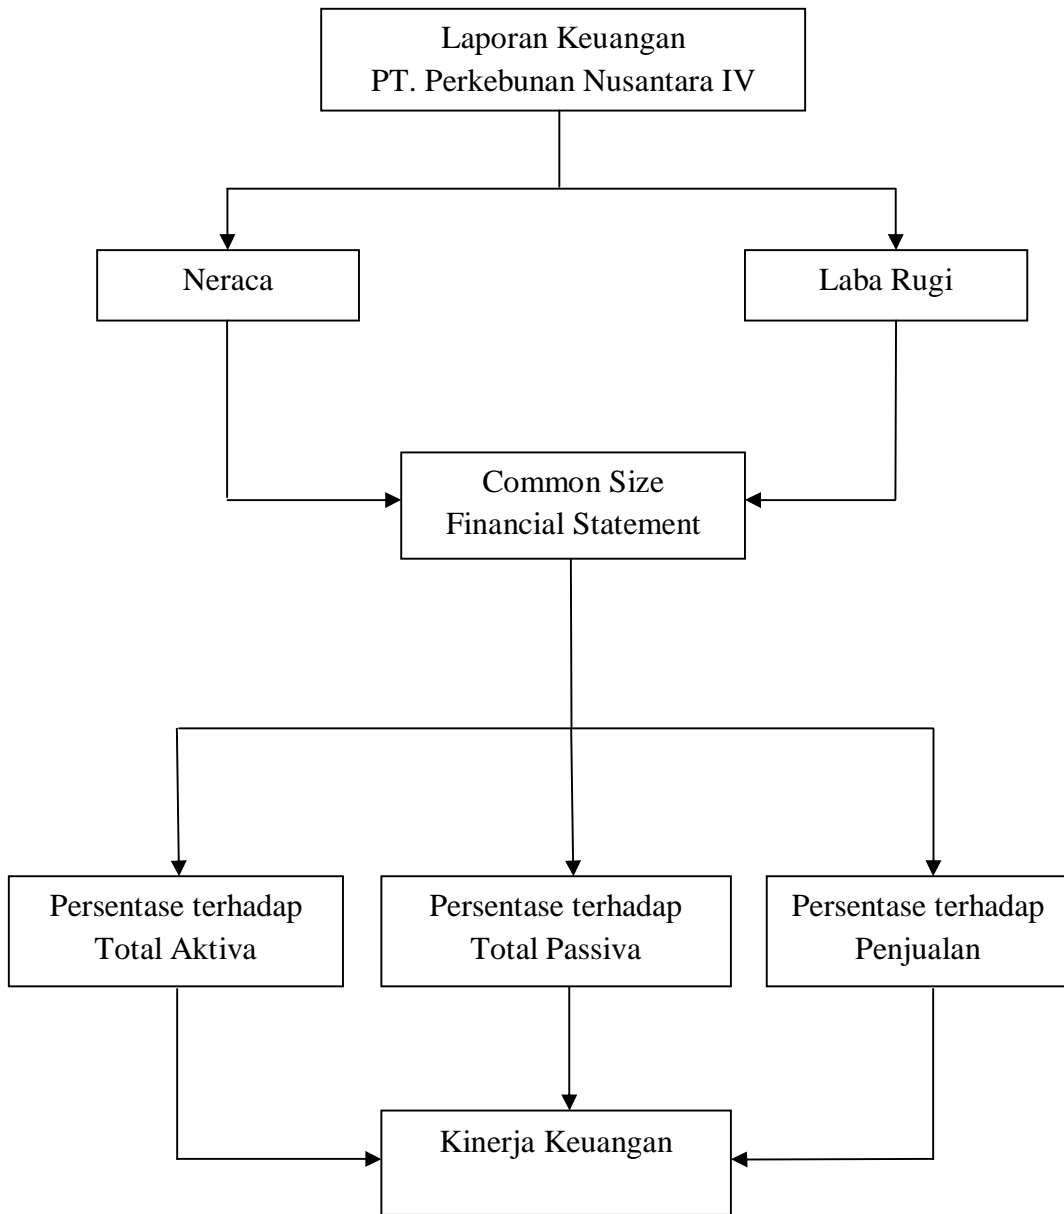 Laporan Keuangan
PT. Perkebunan Nusantara IV
Neraca
Laba Rugi
Common Size
Financial Statement
Persentase terhadap
Total Aktiva
Persentase terhadap
Total Passiva
Persentase terhadap
Penjualan
Kinerja Keuangan